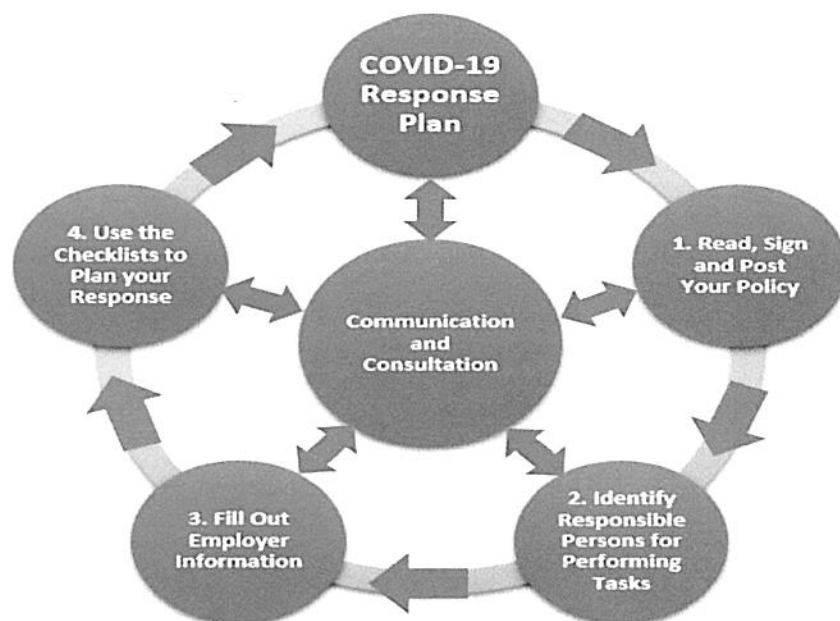 COVID-19
Response
Plan
1. Read, Sign
and Post
Your Policy
2. Identify
Responsible
Persons for
Performing
Tasks
3. Fill Out
Employer
Information
4. Use the
Checklists to
Plan your
Response
Communication
and
Consultation